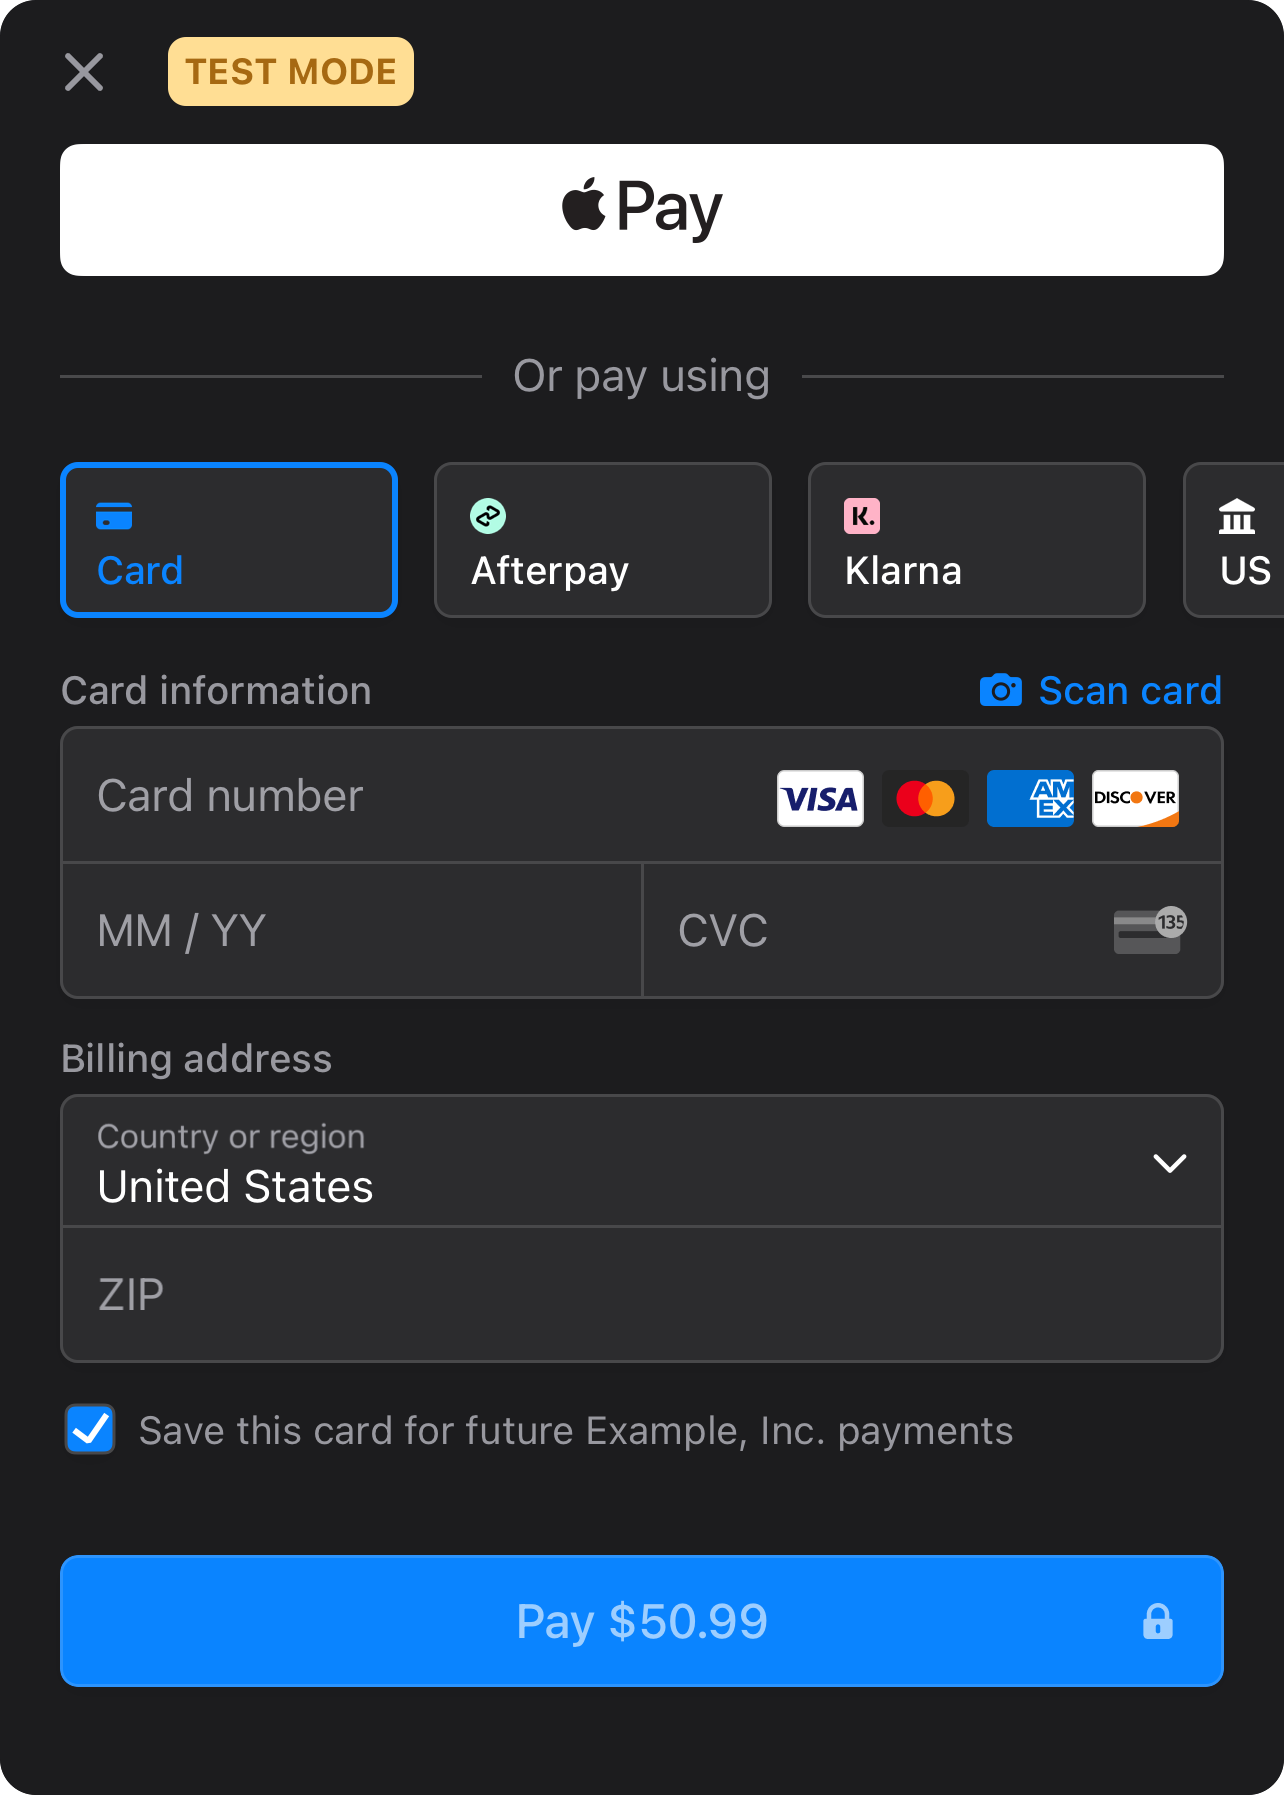 TEST MODE
Pay
Or pay using
Card
Afterpay
K.
Klarna
US
Card information
Scan card
Card number
VISA
AM
EX
DISCOVER
MM / YY
CVC
135
Billing address
Country or region
United States
ZIP
Save this card for future Example, Inc. payments
Pay $50.99